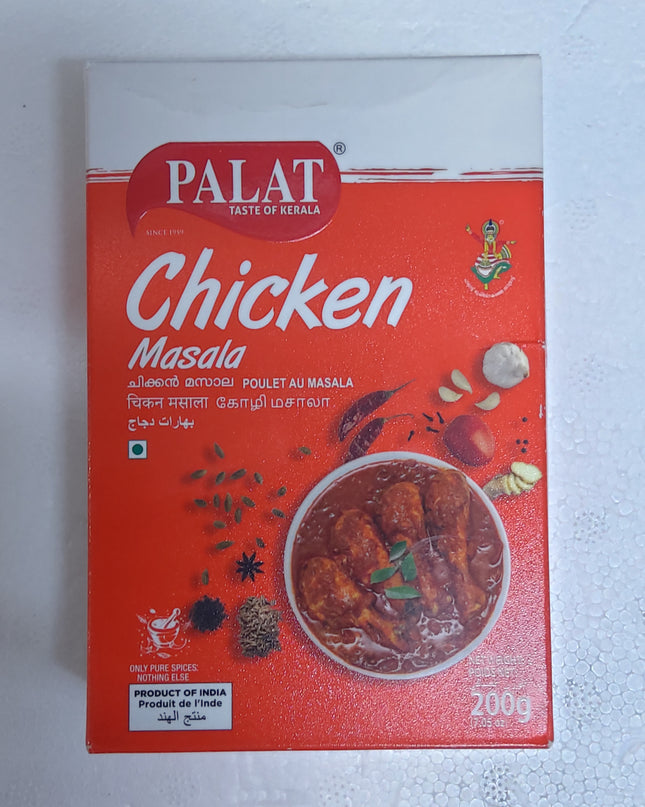 PALAT
®
TASTE OF KERALA
SINCE 1959
Chicken
Masala
ചിക്കൻ മസാല POULET AU MASALA
चिकन मसाला கோழி மசாலா
بهارات دجاج
ONLY PURE SPICES:
NOTHING ELSE
PRODUCT OF INDIA
Produit de l'Inde
منتج الهند
200g